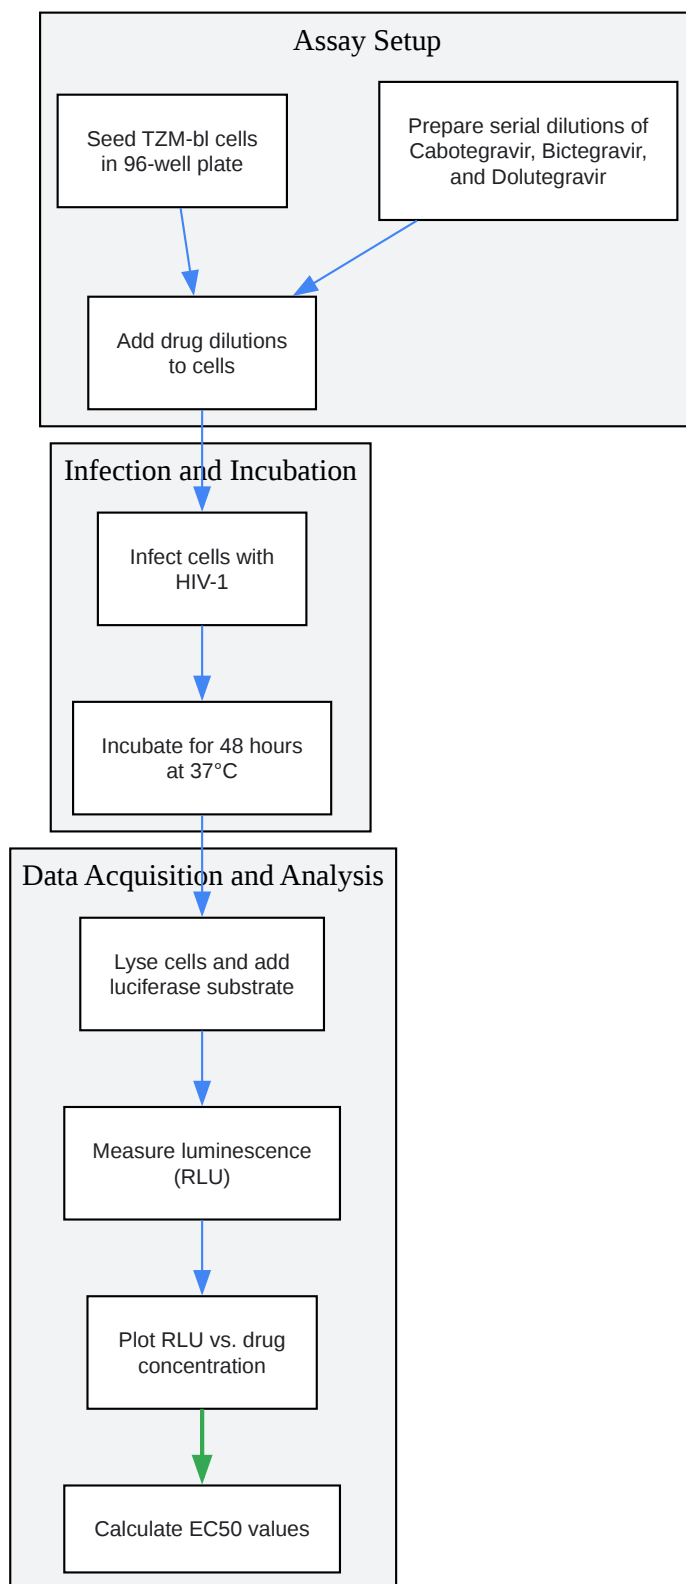 Assay Setup
Seed TZM-bl cells
in 96-well plate
Prepare serial dilutions of
Cabotegravir, Bictegravir,
and Dolutegravir
Add drug dilutions
to cells
Infection and Incubation
Infect cells with
HIV-1
Incubate for 48 hours
at 37°C
Data Acquisition and Analysis
Lyse cells and add
luciferase substrate
Measure luminescence
(RLU)
Plot RLU vs. drug
concentration
Calculate EC50 values